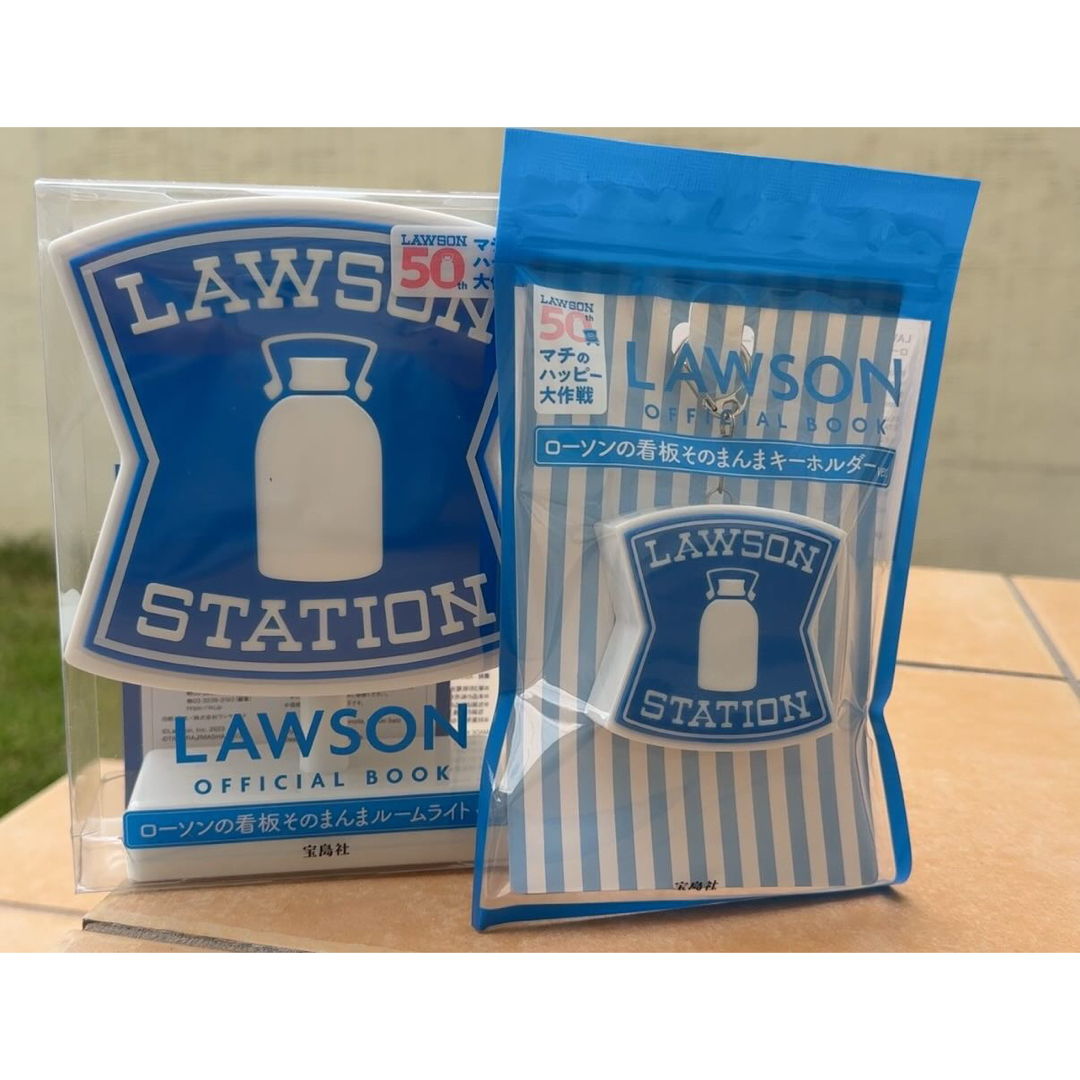 LAWSON
STATION
LAWSON
50th
LAWSON
OFFICIAL BOOK
ローソンの看板そのまんまルームライト
宝島社
LAWSON
50th
マチの
ハッピー
大作戦
LAWSON
OFFICIAL BOOK
ローソンの看板そのまんまキーホルダーver.
LAWSON
STATION
宝島社